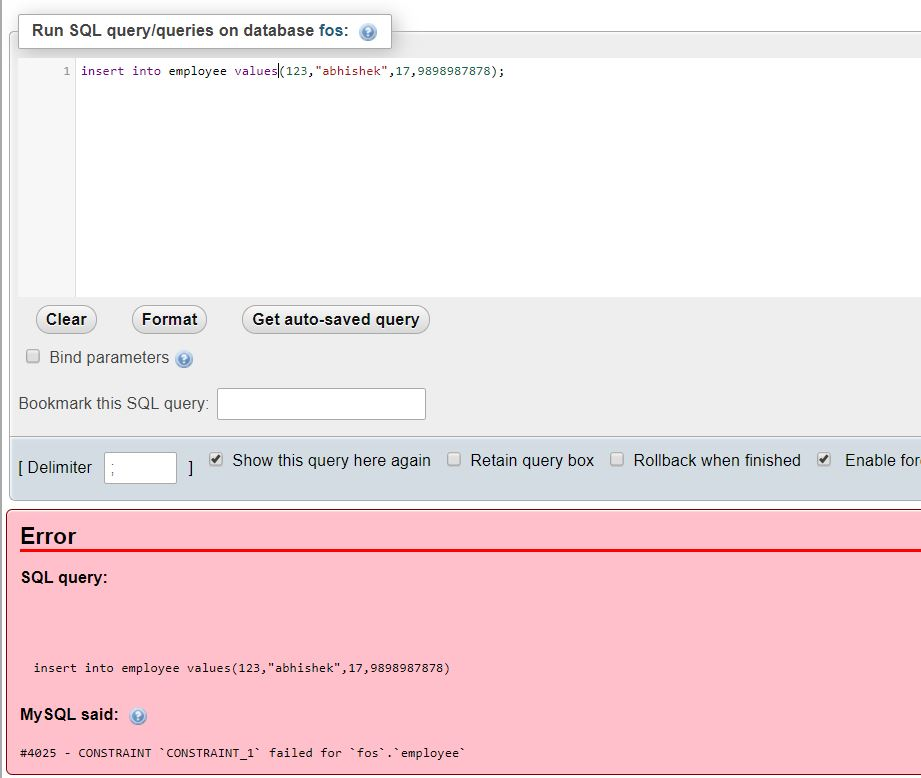 Run SQL query/queries on database fos:
1 insert into employee values(123,"abhishek",17,9898987878);
Clear Format Get auto-saved query
Bind parameters
Bookmark this SQL query:
[ Delimiter ; ] Show this query here again Retain query box Rollback when finished Enable
Error
SQL query:
insert into employee values(123,"abhishek",17,9898987878)
MySQL said:
#4025 - CONSTRAINT `CONSTRAINT_1` failed for `fos`.`employee`